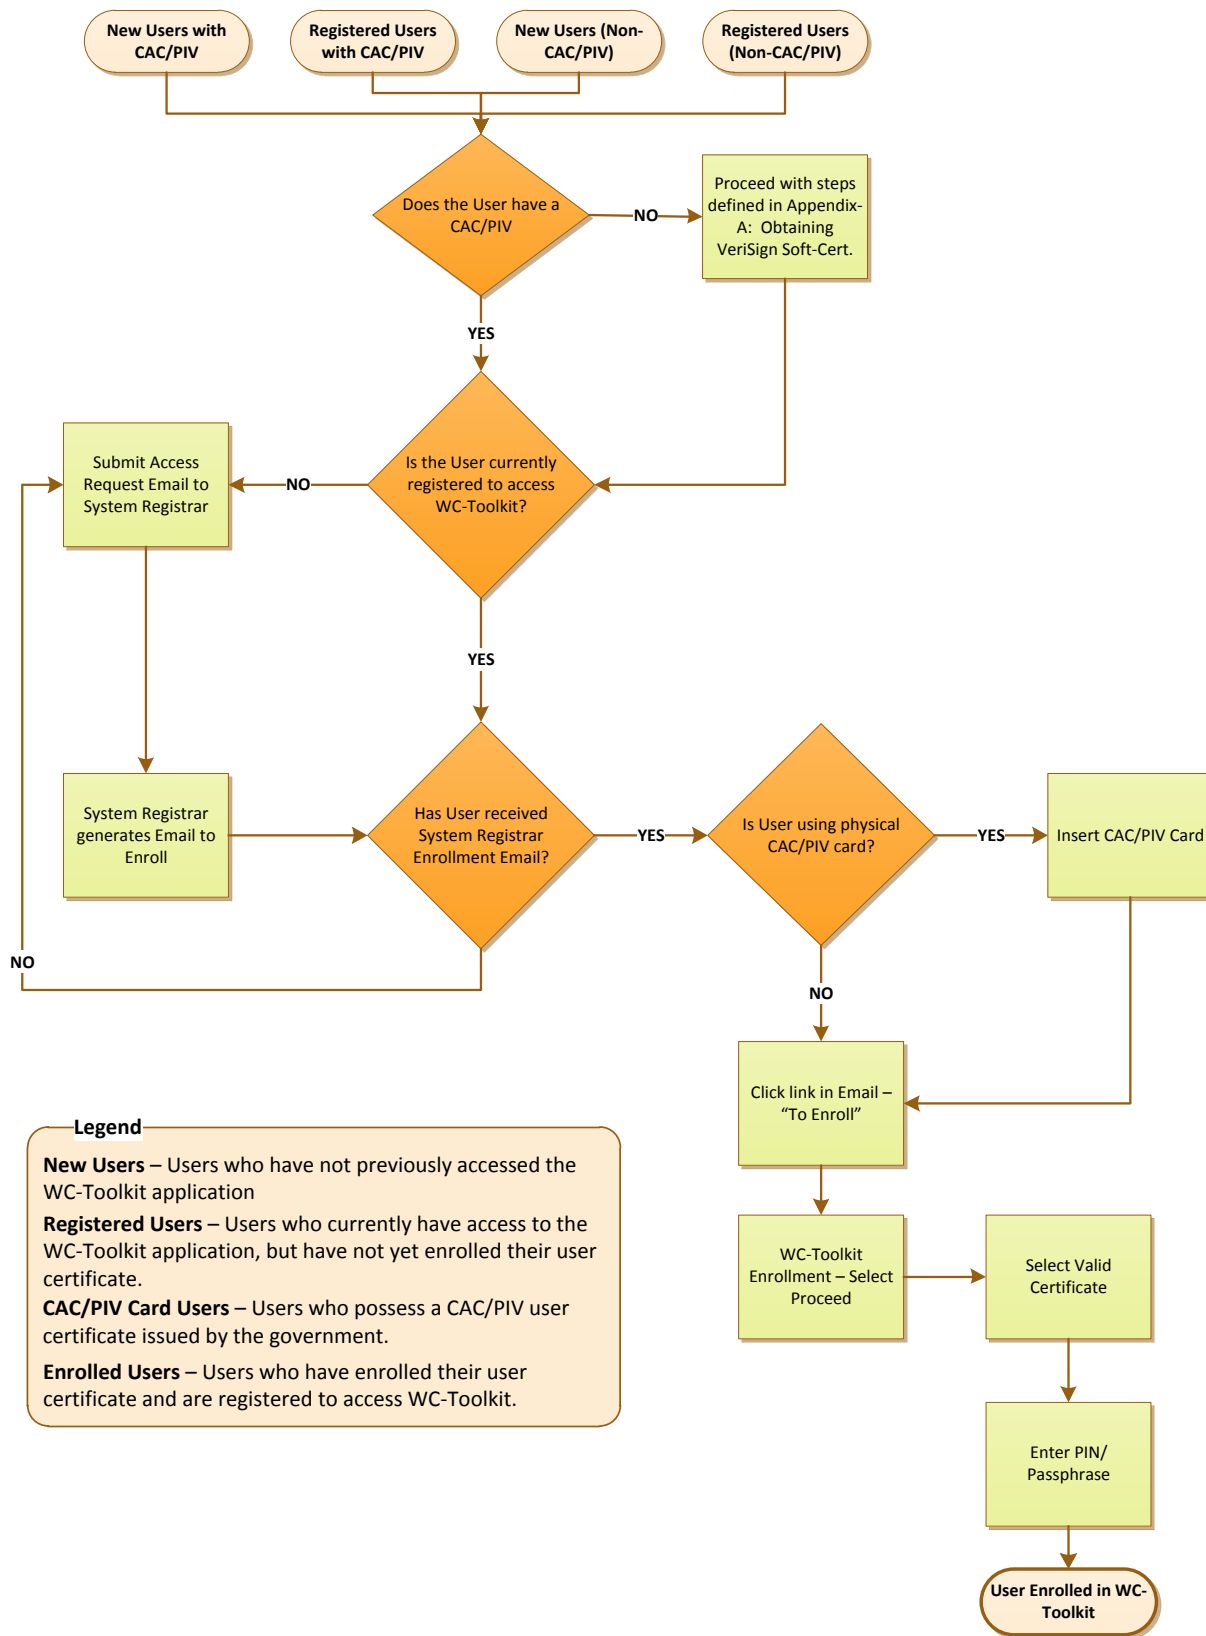 New Users with
CAC/PIV
Registered Users
with CAC/PIV
New Users (Non-
CAC/PIV)
Registered Users
(Non-CAC/PIV)
Does the User have a
CAC/PIV
NO
Proceed with steps
defined in Appendix-
A:  Obtaining
VeriSign Soft-Cert.
YES
Submit Access
Request Email to
System Registrar
NO
Is the User currently
registered to access
WC-Toolkit?
YES
System Registrar
generates Email to
Enroll
Has User received
System Registrar
Enrollment Email?
YES
Is User using physical
CAC/PIV card?
YES
Insert CAC/PIV Card
NO
NO
Click link in Email –
“To Enroll”
Legend
New Users – Users who have not previously accessed the
WC-Toolkit application
Registered Users – Users who currently have access to the
WC-Toolkit application, but have not yet enrolled their user
certificate.
CAC/PIV Card Users – Users who possess a CAC/PIV user
certificate issued by the government.
Enrolled Users – Users who have enrolled their user
certificate and are registered to access WC-Toolkit.
WC-Toolkit
Enrollment – Select
Proceed
Select Valid
Certificate
Enter PIN/
Passphrase
User Enrolled in WC-
Toolkit